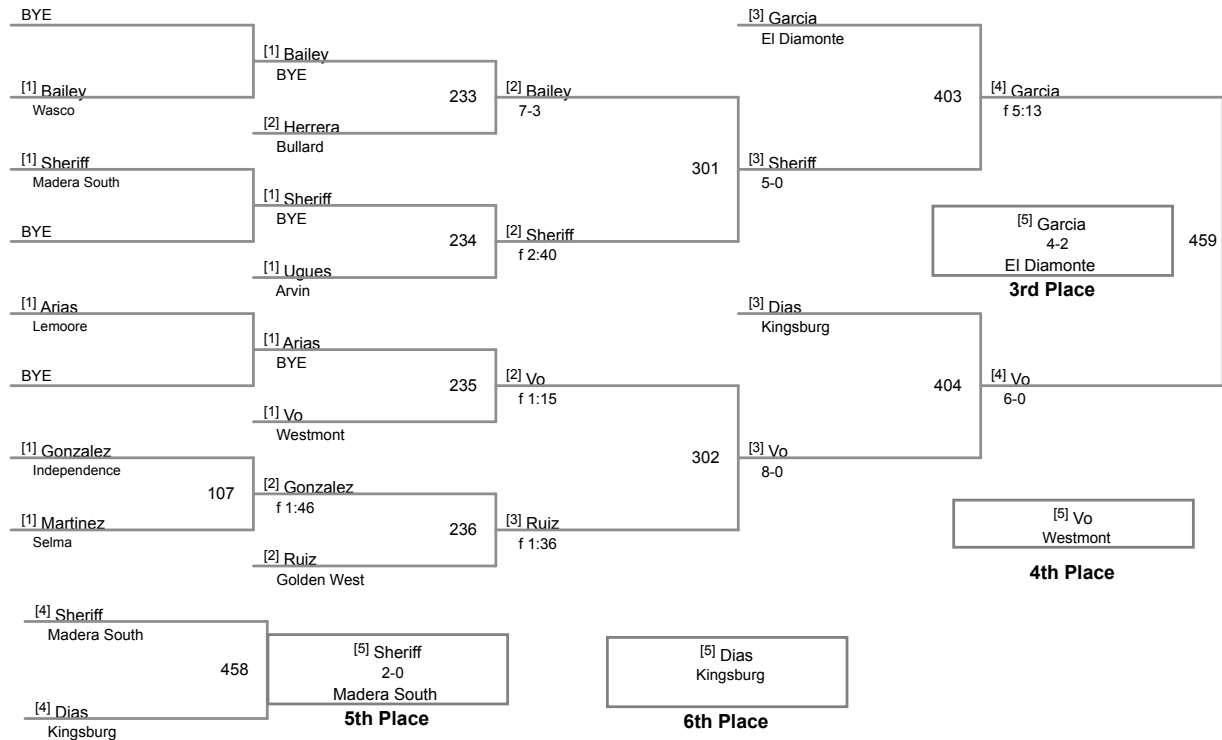 BYE
[1] Bailey
Wasco
[1] Sheriff
Madera South
BYE
[1] Arias
Lemoore
BYE
[1] Gonzalez
Independence
107
[1] Martinez
Selma
[1] Bailey
BYE
233
[2] Herrera
Bullard
[1] Sheriff
BYE
234
[1] Ugues
Arvin
[1] Arias
BYE
235
[1] Vo
Westmont
[2] Gonzalez
f 1:46
236
[2] Ruiz
Golden West
[2] Bailey
7-3
301
[2] Sheriff
f 2:40
[2] Vo
f 1:15
302
[3] Ruiz
f 1:36
[3] Garcia
El Diamonte
403
[3] Sheriff
5-0
[3] Dias
Kingsburg
404
[3] Vo
8-0
[4] Garcia
f 5:13
459
[4] Vo
6-0
[5] Garcia
4-2
El Diamonte
3rd Place
[5] Vo
Westmont
4th Place
[4] Sheriff
Madera South
458
[4] Dias
Kingsburg
[5] Sheriff
2-0
Madera South
5th Place
[5] Dias
Kingsburg
6th Place